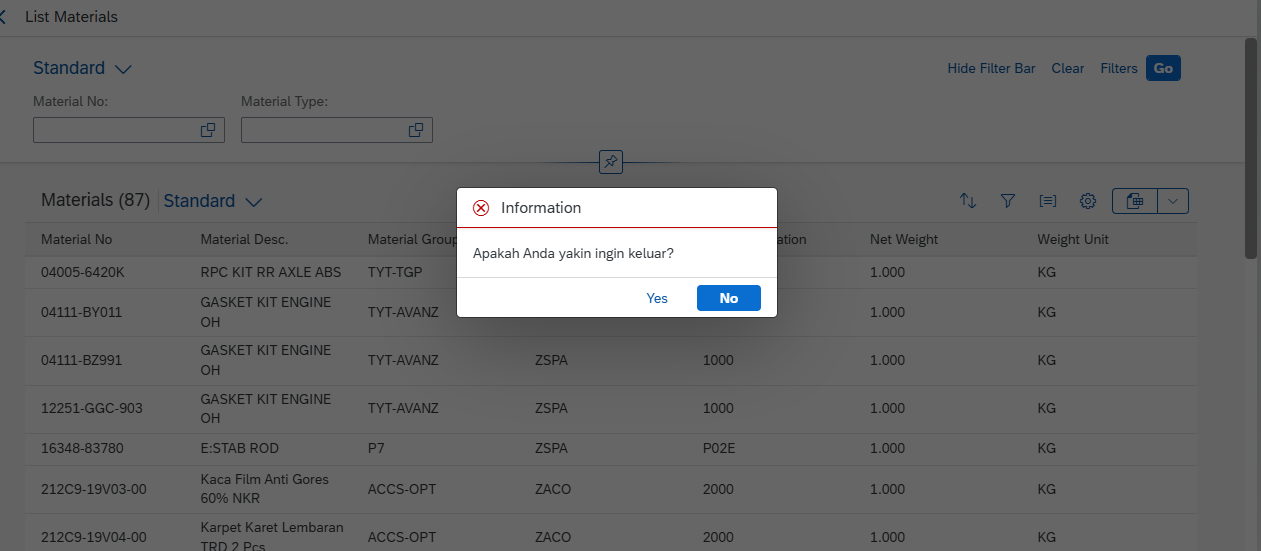 List Materials
Standard
Hide Filter Bar Clear Filters Go
Material No: Material Type:
Materials (87) Standard
Information
Apakah Anda yakin ingin keluar?
Yes No
Material No Material Desc. Material Group ation Net Weight Weight Unit
04005-6420K RPC KIT RR AXLE ABS TYT-TGP 1.000 KG
04111-BY011 GASKET KIT ENGINE OH TYT-AVANZ 1.000 KG
04111-BZ991 GASKET KIT ENGINE OH TYT-AVANZ ZSPA 1000 1.000 KG
12251-GGC-903 GASKET KIT ENGINE OH TYT-AVANZ ZSPA 1000 1.000 KG
16348-83780 E:STAB ROD P7 ZSPA P02E 1.000 KG
212C9-19V03-00 Kaca Film Anti Gores 60% NKR ACCS-OPT ZACO 2000 1.000 KG
212C9-19V04-00 Karpet Karet Lembaran TRD 2 Pcs ACCS-OPT ZACO 2000 1.000 KG